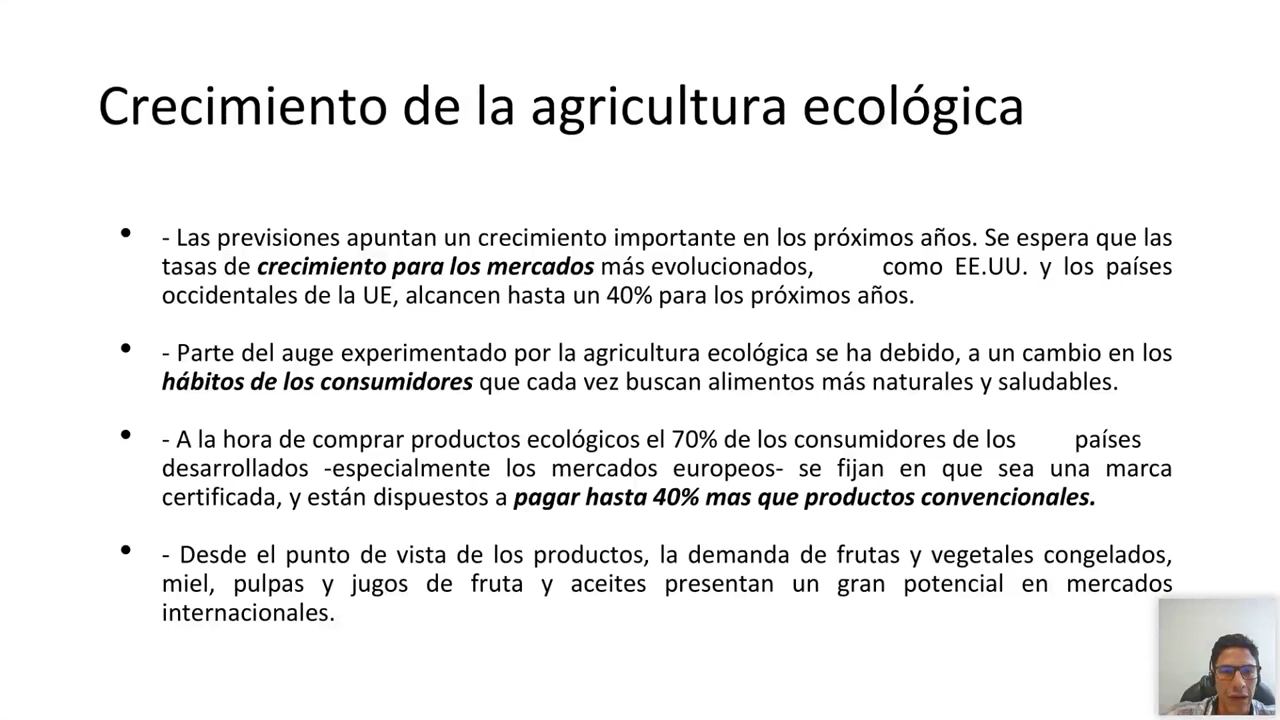 Crecimiento de la agricultura ecológica
• - Las previsiones apuntan un crecimiento importante en los próximos años. Se espera que las
tasas de crecimiento para los mercados más evolucionados, como EE.UU. y los países
occidentales de la UE, alcancen hasta un 40% para los próximos años.
• - Parte del auge experimentado por la agricultura ecológica se ha debido, a un cambio en los
hábitos de los consumidores que cada vez buscan alimentos más naturales y saludables.
• - A la hora de comprar productos ecológicos el 70% de los consumidores de los países
desarrollados -especialmente los mercados europeos- se fijan en que sea una marca
certificada, y están dispuestos a pagar hasta 40% mas que productos convencionales.
• - Desde el punto de vista de los productos, la demanda de frutas y vegetales congelados,
miel, pulpas y jugos de fruta y aceites presentan un gran potencial en mercados
internacionales.